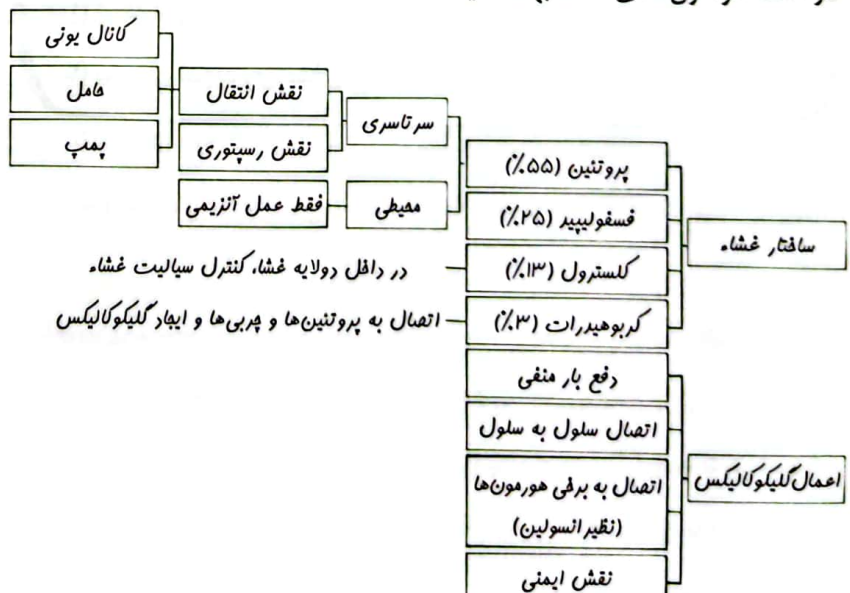 ساختار غشاء
پروتئین (۵۵٪)
سرتاسری
نقش انتقال
کانال یونی
حامل
پمپ
نقش رسپتوری
محیطی
فقط عمل آنزیمی
فسفولیپید (۲۵٪)
کلسترول (۱۳٪)
در داخل دولایه غشا، کنترل سیالیت غشاء
کربوهیدرات (۳٪)
اتصال به پروتئین‌ها و چربی‌ها و ایجاد گلیکوکالیکس
اعمال گلیکوکالیکس
دفع بار منفی
اتصال سلول به سلول
اتصال به برخی هورمون‌ها
(نظیر انسولین)
نقش ایمنی